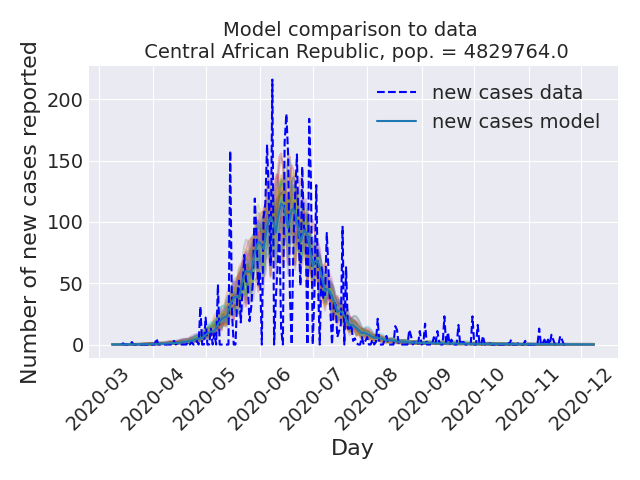 Model comparison to data
Central African Republic, pop. = 4829764.0
Number of new cases reported
200
150
100
50
0
new cases data
new cases model
2020-03
2020-04
2020-05
2020-06
2020-07
2020-08
2020-09
2020-10
2020-11
2020-12
Day